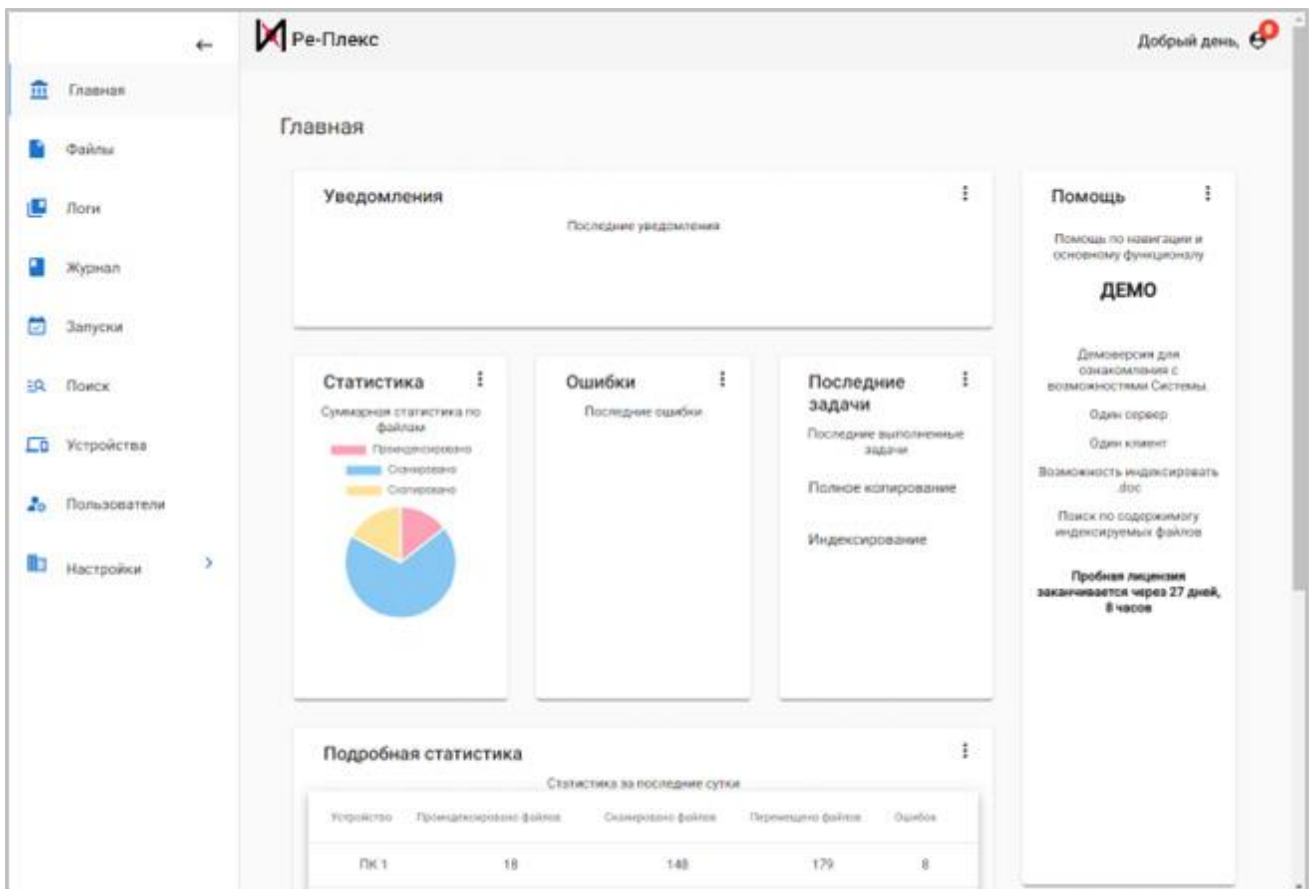 Ре-Плекс
Добрый день,
0
Главная
Файлы
Логи
Журнал
Запуски
Поиск
Устройства
Пользователи
Настройки
Главная
Уведомления
Последние уведомления
Статистика
Суммарная статистика по
файлам
Проиндексировано
Сканировано
Скопировано
Ошибки
Последние ошибки
Последние
задачи
Последние выполненные
задачи
Полное копирование
Индексирование
Помощь
Помощь по навигации и
основному функционалу
ДЕМО
Демоверсия для
ознакомления с
возможностями Системы.
Один сервер
Один клиент
Возможность индексировать
.doc
Поиск по содержимогу
индексируемых файлов
Пробная лицензия
заканчивается через 27 дней,
8 часов
Подробная статистика
Статистика за последние сутки
Устройство Проиндексировано файлов Сканировано файлов Перемещено файлов Ошибок
ПК 1 18 148 179 8